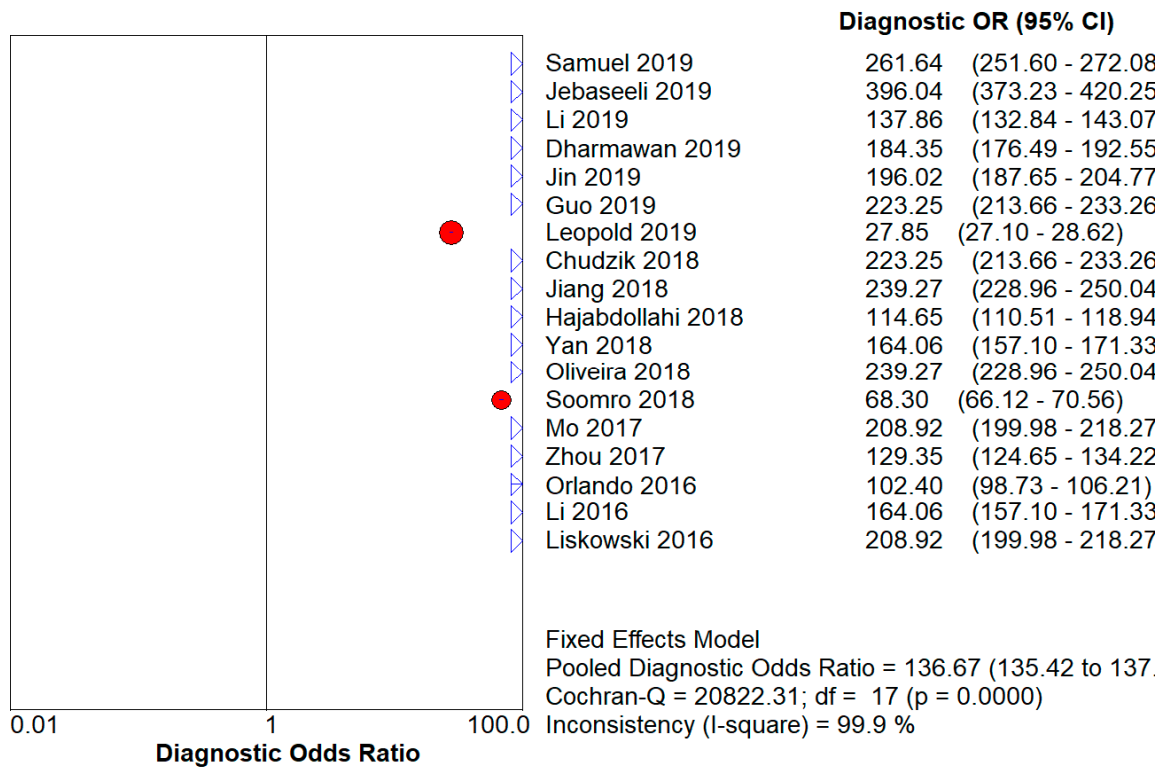 Diagnostic OR (95% CI)
Samuel 2019 261.64 (251.60 - 272.08
Jebaseeli 2019 396.04 (373.23 - 420.25
Li 2019 137.86 (132.84 - 143.07
Dharmawan 2019 184.35 (176.49 - 192.55
Jin 2019 196.02 (187.65 - 204.77
Guo 2019 223.25 (213.66 - 233.26
Leopold 2019 27.85 (27.10 - 28.62)
Chudzik 2018 223.25 (213.66 - 233.26
Jiang 2018 239.27 (228.96 - 250.04
Hajabdollahi 2018 114.65 (110.51 - 118.94
Yan 2018 164.06 (157.10 - 171.33
Oliveira 2018 239.27 (228.96 - 250.04
Soomro 2018 68.30 (66.12 - 70.56)
Mo 2017 208.92 (199.98 - 218.27
Zhou 2017 129.35 (124.65 - 134.22
Orlando 2016 102.40 (98.73 - 106.21)
Li 2016 164.06 (157.10 - 171.33
Liskowski 2016 208.92 (199.98 - 218.27
Fixed Effects Model
Pooled Diagnostic Odds Ratio = 136.67 (135.42 to 137.
Cochran-Q = 20822.31; df = 17 (p = 0.0000)
Inconsistency (I-square) = 99.9 %
0.01 1 100.0
Diagnostic Odds Ratio